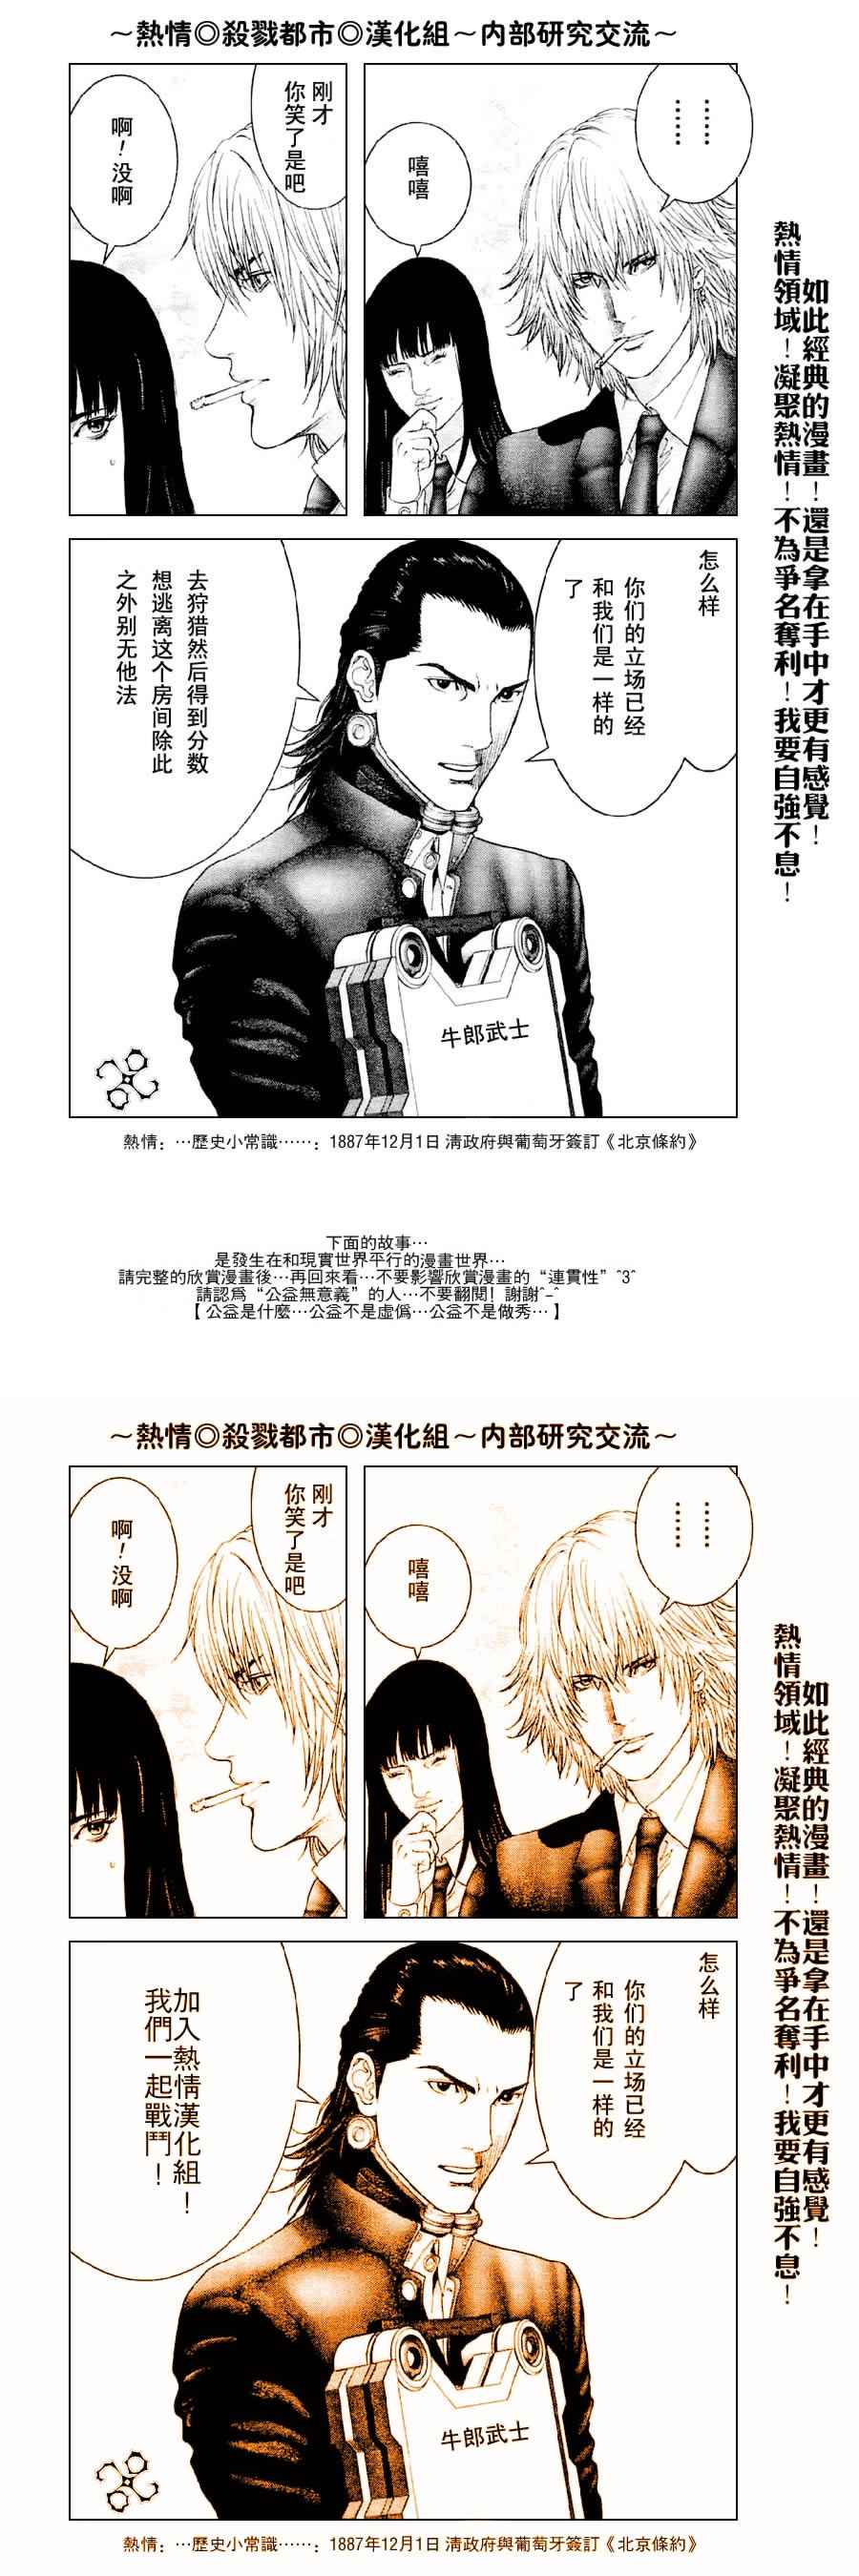 ～熱情◎殺戮都市◎漢化組～内部研究交流～
……
……
嘻嘻
刚才
你笑了是吧
啊！没啊
怎么样
你们的立场已经
和我们是一样的
了
去狩猎然后得到分数
想逃离这个房间除此
之外别无他法
牛郎武士
如此經典的漫畫！還是拿在手中才更有感覺！
熱情領域！凝聚熱情！不為爭名奪利！我要自強不息！
熱情：…歷史小常識……：1887年12月1日 淸政府與葡萄牙簽訂《北京條約》
下面的故事…
是發生在和現實世界平行的漫畫世界…
請完整的欣賞漫畫後…再回來看…不要影響欣賞漫畫的“連貫性”^3^
請認爲“公益無意義”的人…不要翻閱！謝謝^-^
【公益是什麼…公益不是虛僞…公益不是做秀…】
～熱情◎殺戮都市◎漢化組～内部研究交流～
……
……
嘻嘻
刚才
你笑了是吧
啊！没啊
怎么样
你们的立场已经
和我们是一样的
了
加入熱情漢化組！
我們一起戰鬥！
牛郎武士
如此經典的漫畫！還是拿在手中才更有感覺！
熱情領域！凝聚熱情！不為爭名奪利！我要自強不息！
熱情：…歷史小常識……：1887年12月1日 淸政府與葡萄牙簽訂《北京條約》